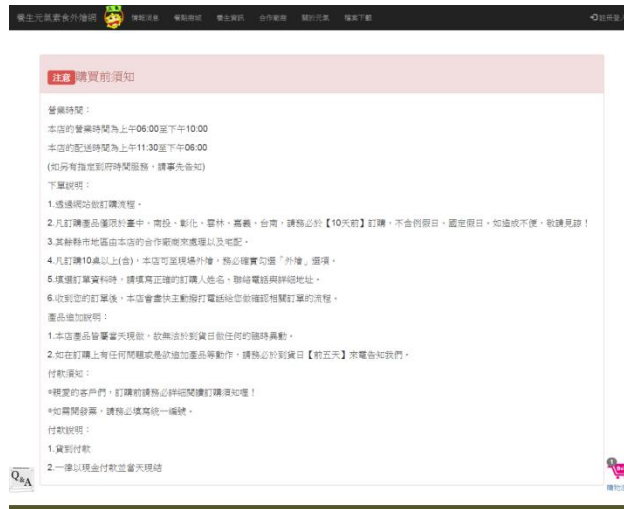 養生元氣素食外燴網 情報消息 餐點商城 養生資訊 合作廠商 關於元氣 檔案下載 註冊登入
注意 購買前須知
營業時間：
本店的營業時間為上午06:00至下午10:00
本店的配送時間為上午11:30至下午06:00
(如另有指定到府時間服務，請事先告知)
下單說明：
1.透過網站做訂購流程。
2.凡訂購產品僅限於臺中、南投、彰化、雲林、嘉義、台南，請務必於【10天前】訂購，不含例假日、國定假日，如造成不便，敬請見諒！
3.其餘縣市地區由本店的合作廠商來處理以及宅配。
4.凡訂購10桌以上(含)，本店可至現場外燴，務必確實勾選「外燴」選項。
5.填選訂單資料時，請填寫正確的訂購人姓名、聯絡電話與詳細地址。
6.收到您的訂單後，本店會盡快主動撥打電話給您做確認相關訂單的流程。
產品追加說明：
1.本店產品皆屬當天現做，故無法於到貨日做任何的臨時異動。
2.如在訂購上有任何問題或是欲追加產品等動作，請務必於到貨日【前五天】來電告知我們。
付款須知：
*親愛的客戶們，訂購前請務必詳細閱讀訂購須知喔！
*如需開發票，請務必填寫統一編號。
付款說明：
1.貨到付款
2.一律以現金付款並當天現結
Q&A